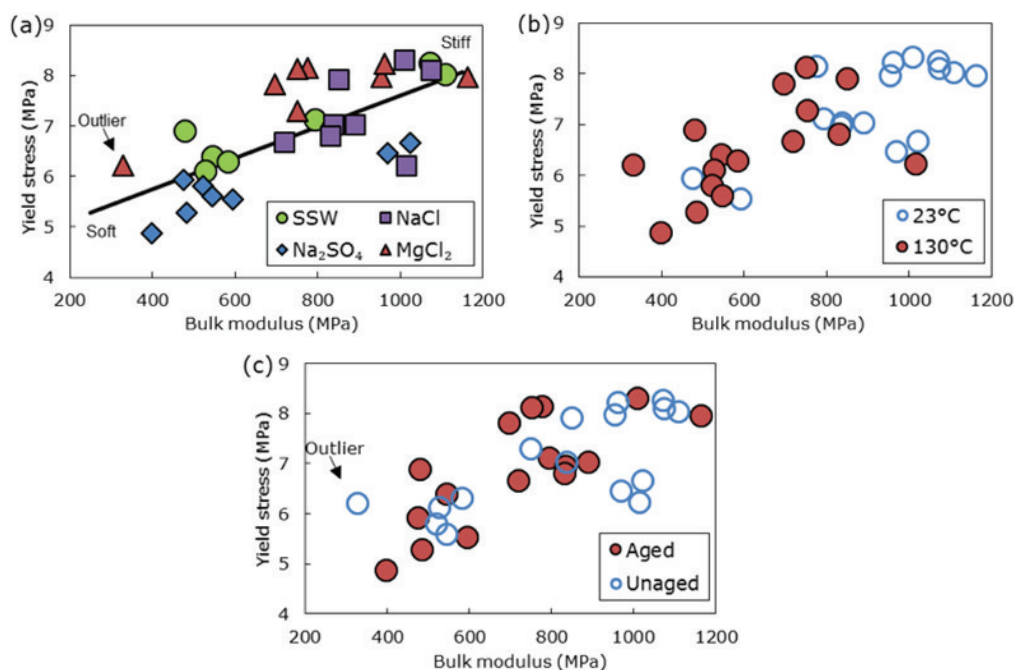 (a)
Yield stress (MPa)
9
8
7
6
5
4
Stiff
Outlier
Soft
SSW
NaCl
Na₂SO₄
MgCl₂
200 400 600 800 1000 1200
Bulk modulus (MPa)
(b)
Yield stress (MPa)
9
8
7
6
5
4
23°C
130°C
200 400 600 800 1000 1200
Bulk modulus (MPa)
(c)
Yield stress (MPa)
9
8
7
6
5
4
Outlier
Aged
Unaged
200 400 600 800 1000 1200
Bulk modulus (MPa)